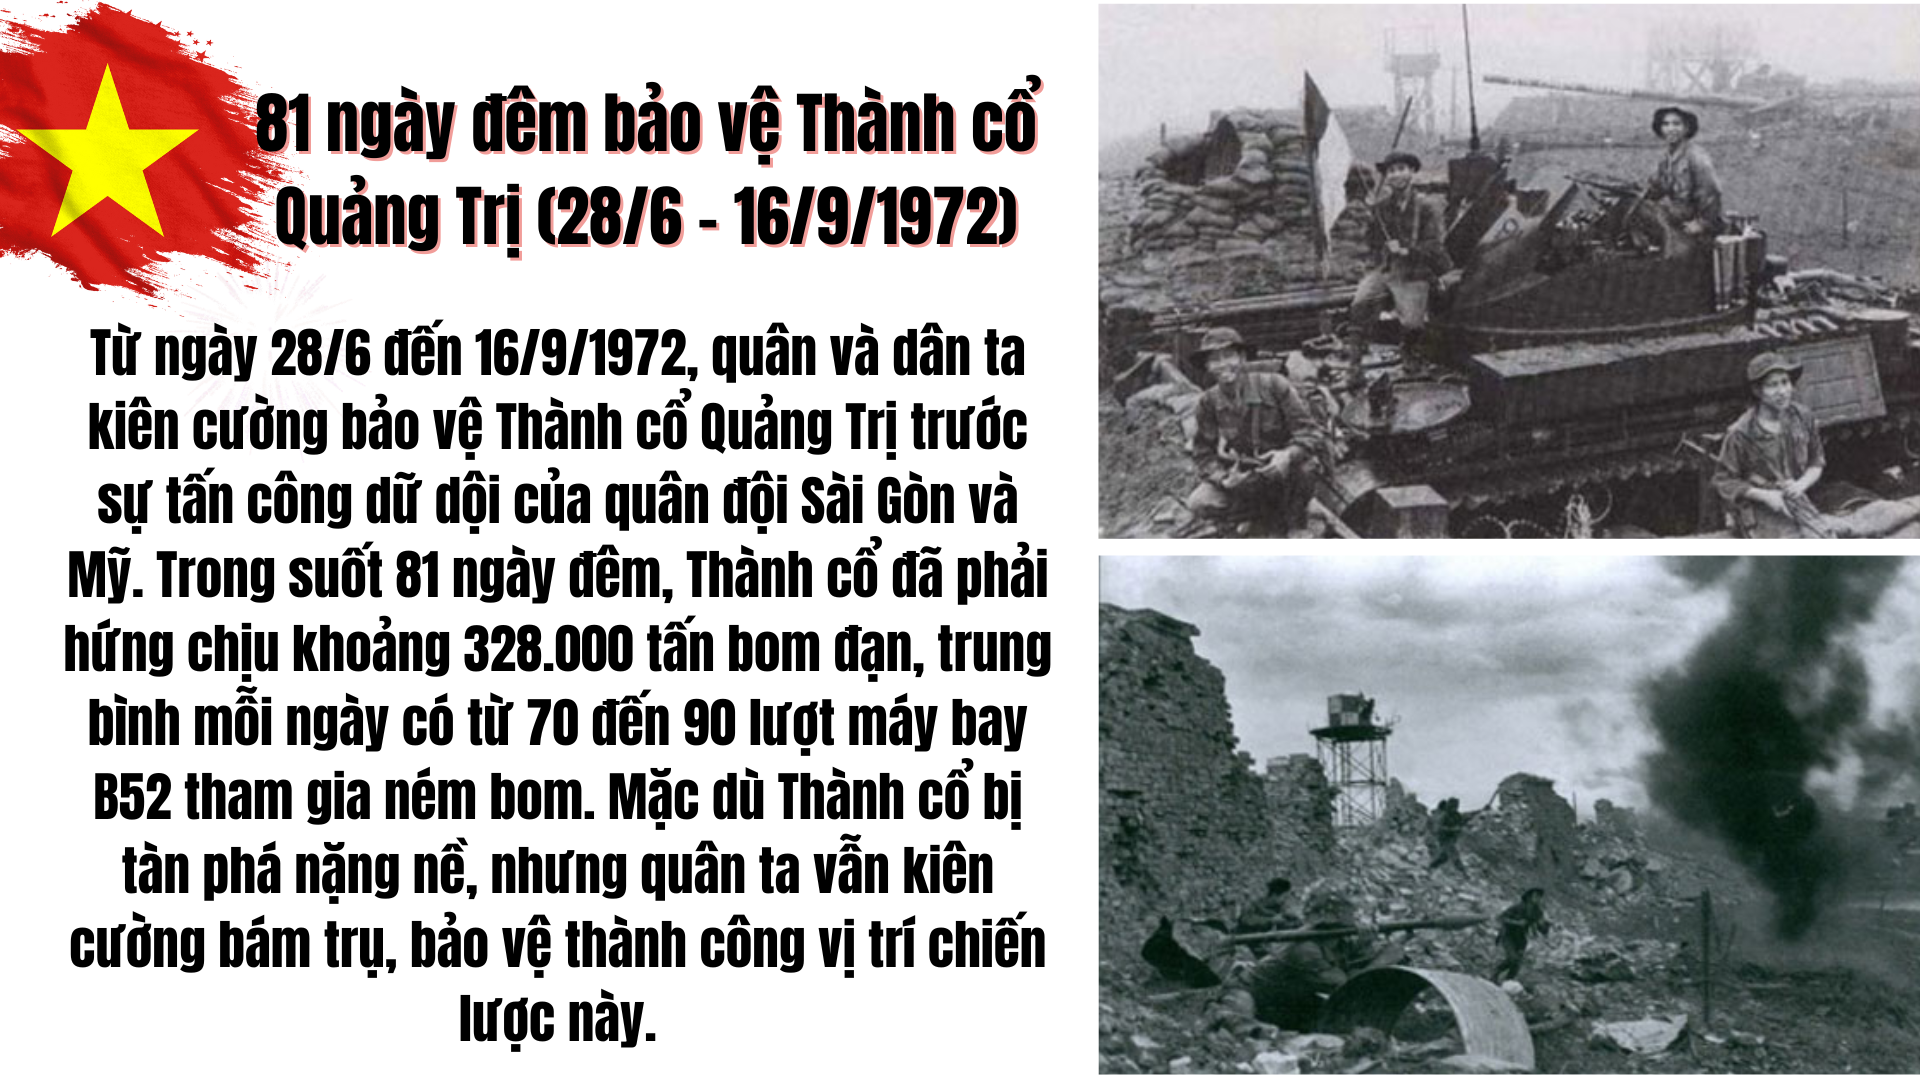 81 ngày đêm bảo vệ Thành cổ
Quảng Trị (28/6 - 16/9/1972)
Từ ngày 28/6 đến 16/9/1972, quân và dân ta
kiên cường bảo vệ Thành cổ Quảng Trị trước
sự tấn công dữ dội của quân đội Sài Gòn và
Mỹ. Trong suốt 81 ngày đêm, Thành cổ đã phải
hứng chịu khoảng 328.000 tấn bom đạn, trung
bình mỗi ngày có từ 70 đến 90 lượt máy bay
B52 tham gia ném bom. Mặc dù Thành cổ bị
tàn phá nặng nề, nhưng quân ta vẫn kiên
cường bám trụ, bảo vệ thành công vị trí chiến
lược này.